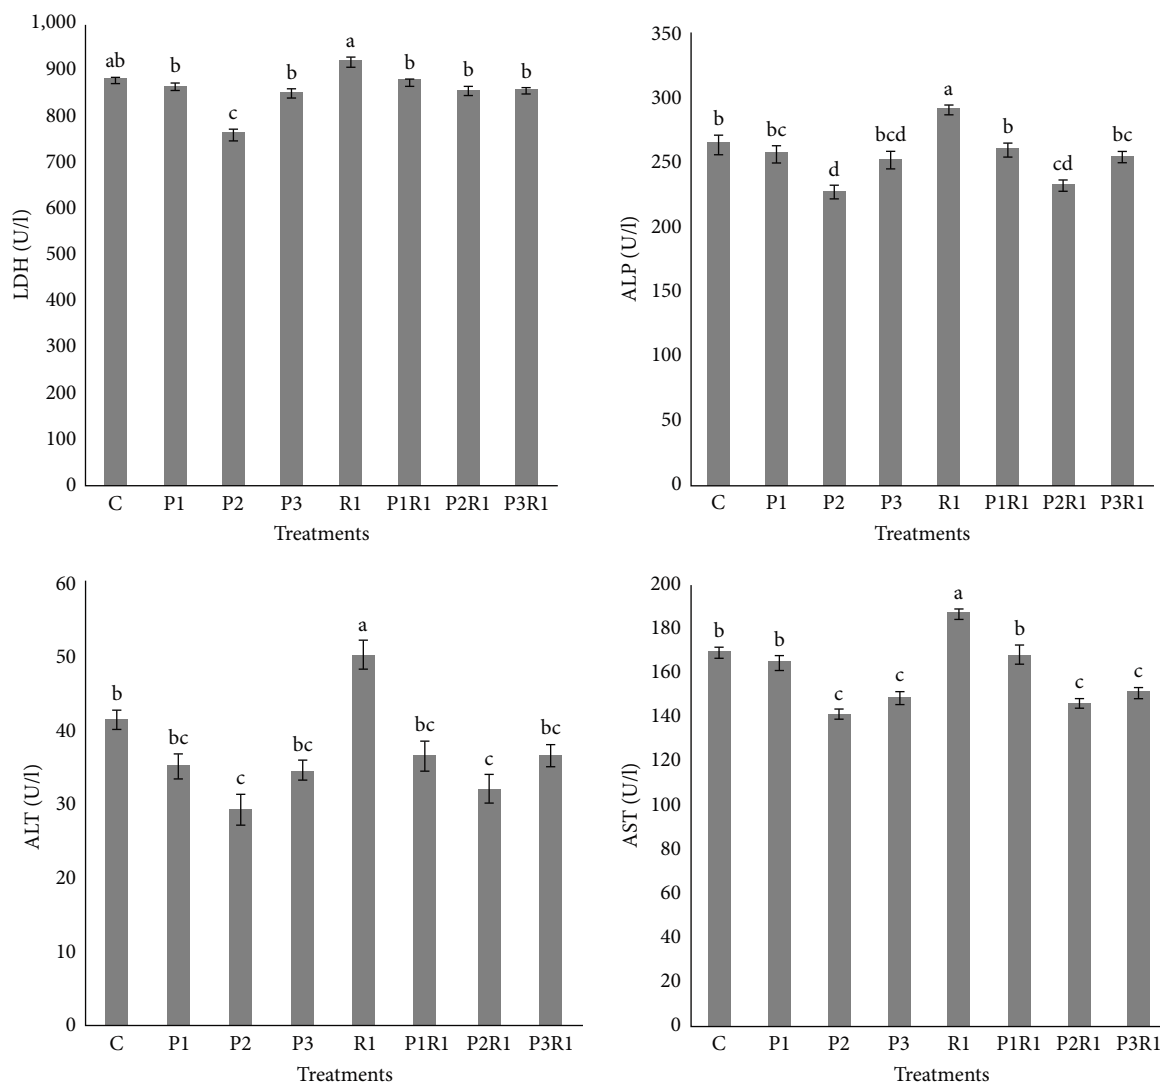 1,000
900
800
700
600
500
400
300
200
100
0
LDH (U/l)
ab b c b a b b b
C P1 P2 P3 R1 P1R1 P2R1 P3R1
Treatments
350
300
250
200
150
100
50
0
ALP (U/l)
b bc d bcd a b cd bc
C P1 P2 P3 R1 P1R1 P2R1 P3R1
Treatments
60
50
40
30
20
10
0
ALT (U/l)
b bc c bc a bc c bc
C P1 P2 P3 R1 P1R1 P2R1 P3R1
Treatments
200
180
160
140
120
100
80
60
40
20
0
AST (U/l)
b b c c a b c c
C P1 P2 P3 R1 P1R1 P2R1 P3R1
Treatments